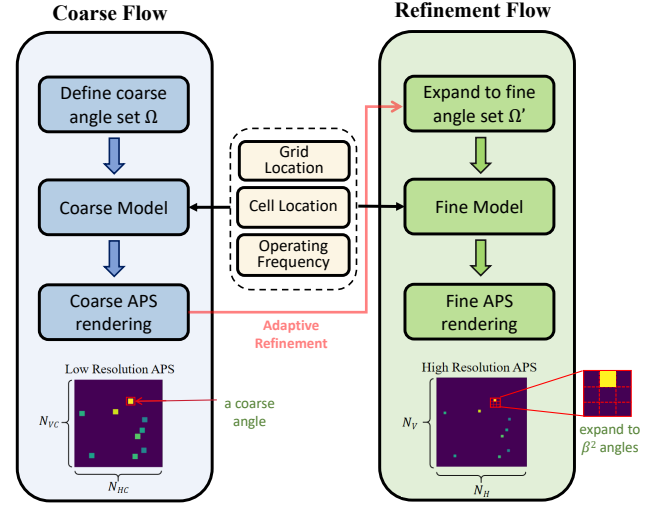 Coarse Flow
Define coarse
angle set Ω
Coarse Model
Coarse APS
rendering
Low Resolution APS
N_VC
N_HC
a coarse
angle
Grid
Location
Cell Location
Operating
Frequency
Adaptive
Refinement
Refinement Flow
Expand to fine
angle set Ω’
Fine Model
Fine APS
rendering
High Resolution APS
N_V
N_H
expand to
β² angles